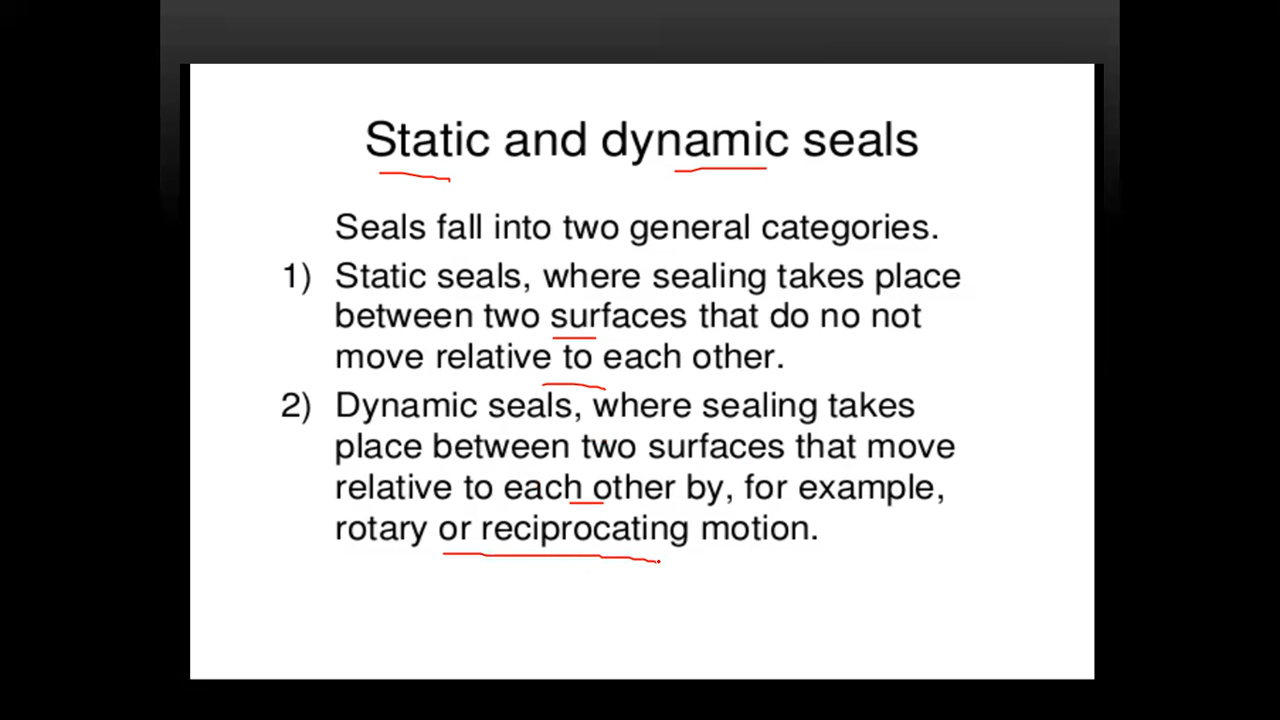 Static and dynamic seals
Seals fall into two general categories.
1) Static seals, where sealing takes place
between two surfaces that do no not
move relative to each other.
2) Dynamic seals, where sealing takes
place between two surfaces that move
relative to each other by, for example,
rotary or reciprocating motion.